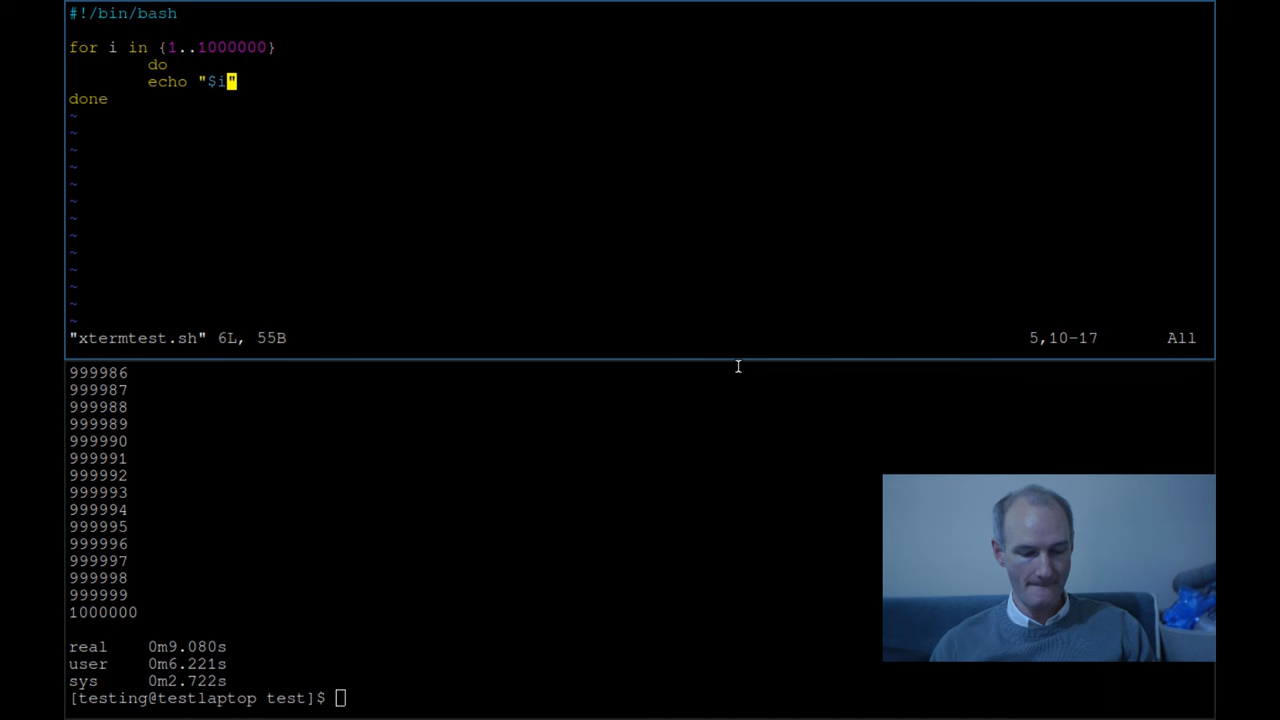 #!/bin/bash
for i in {1..1000000}
do
echo "$i"
done
~
~
~
~
~
~
~
~
~
~
~
~
~
"xtermtest.sh" 6L, 55B 5,10-17 All
999986
999987
999988
999989
999990
999991
999992
999993
999994
999995
999996
999997
999998
999999
1000000
real 0m9.080s
user 0m6.221s
sys 0m2.722s
[testing@testlaptop test]$